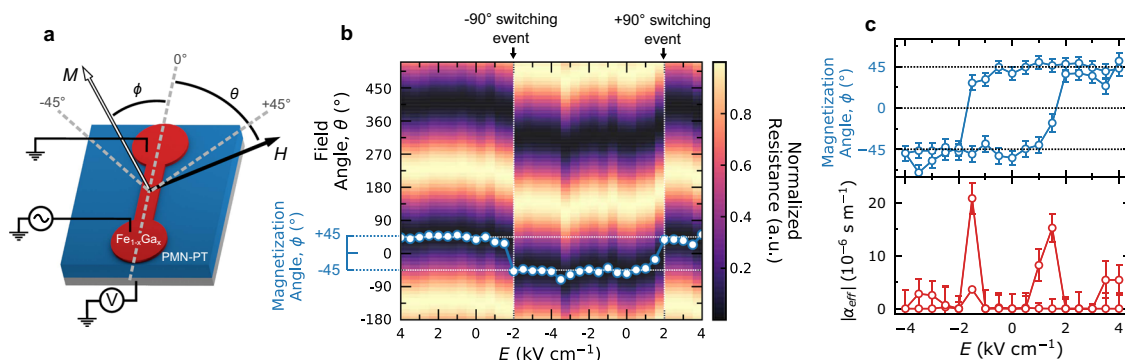 a
M
ϕ
0°
θ
-45°
+45°
H
Fe1-xGax
PMN-PT
V
b
-90° switching
event
+90° switching
event
Field
Angle, θ (°)
450
360
270
180
90
0
-90
-180
Magnetization
Angle, ϕ (°)
+45
0
-45
4 2 0 -2 -4 -2 0 2 4
E (kV cm⁻¹)
0.8
0.6
0.4
0.2
Normalized
Resistance (a.u.)
c
Magnetization
Angle, ϕ (°)
45
0
−45
|αeff| (10⁻⁶ s m⁻¹)
20
10
0
−4 −2 0 2 4
E (kV cm⁻¹)